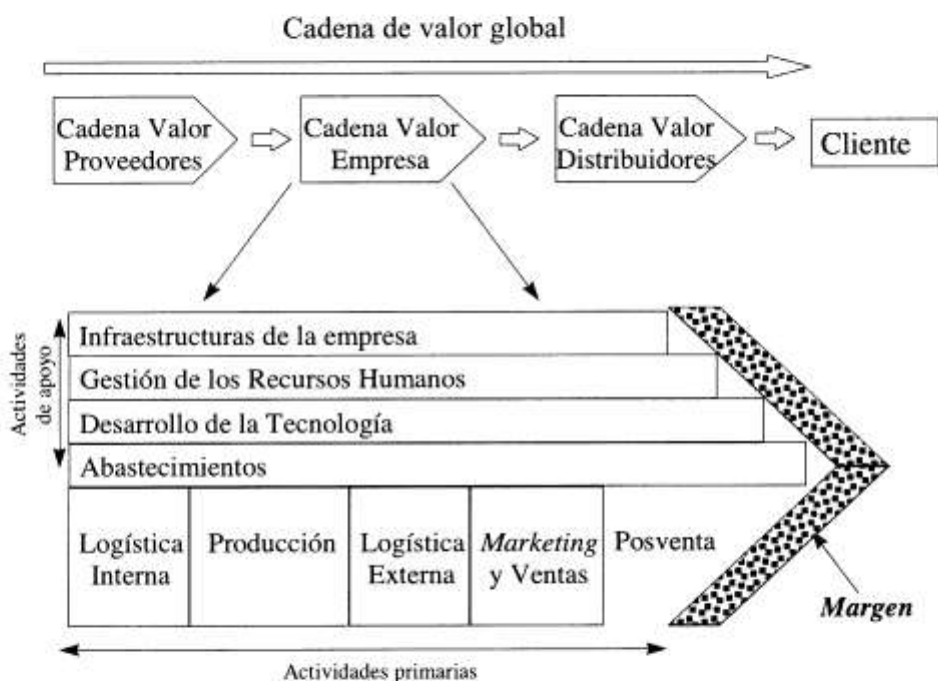 Cadena de valor global
Cadena Valor
Proveedores
Cadena Valor
Empresa
Cadena Valor
Distribuidores
Cliente
Actividades
de apoyo
Infraestructuras de la empresa
Gestión de los Recursos Humanos
Desarrollo de la Tecnología
Abastecimientos
Logística
Interna
Producción
Logística
Externa
Marketing
y Ventas
Posventa
Margen
Actividades primarias